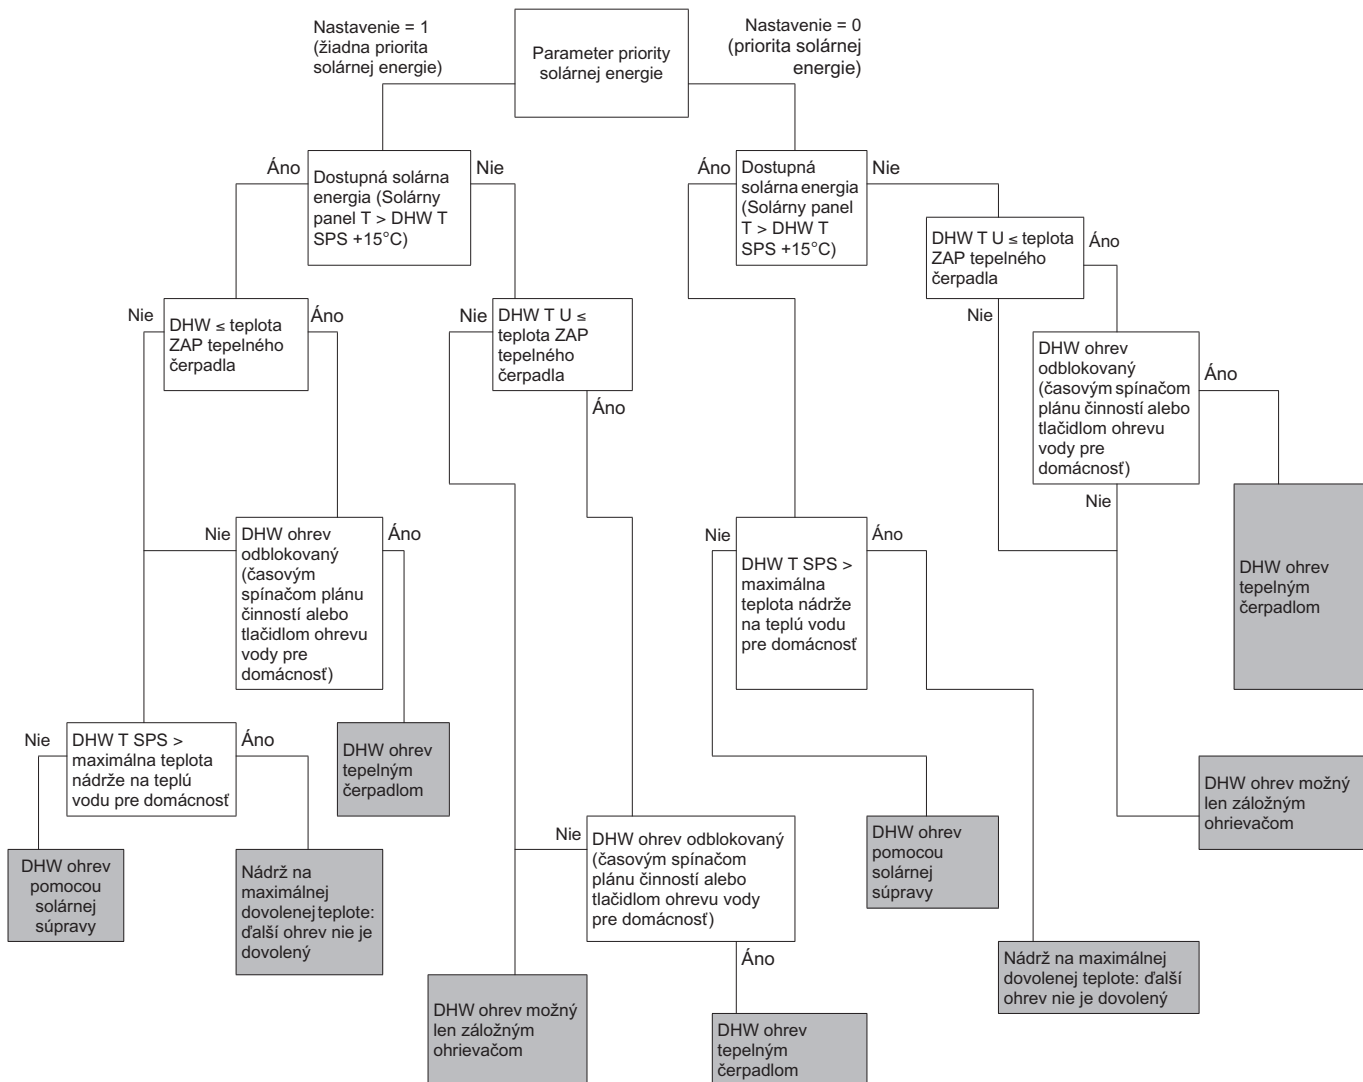 Nastavenie = 1
(žiadna priorita
solárnej energie)
Parameter priority
solárnej energie
Nastavenie = 0
(priorita solárnej
energie)
Áno
Dostupná solárna
energia (Solárny
panel T > DHW T
SPS +15°C)
Nie
Áno
Dostupná
solárna energia
(Solárny panel
T > DHW T
SPS +15°C)
Nie
DHW T U ≤ teplota
ZAP tepelného
čerpadla
Áno
Nie
Nie
DHW ≤ teplota
ZAP tepelného
čerpadla
Áno
Nie
DHW T U ≤
teplota ZAP
tepelného
čerpadla
Áno
DHW ohrev
odblokovaný
(časovým spínačom
plánu činností alebo
tlačidlom ohrevu
vody pre
domácnosť)
Áno
Nie
Nie
DHW ohrev
odblokovaný
(časovým
spínačom plánu
činností alebo
tlačidlom ohrevu
vody pre
domácnosť)
Áno
Nie
DHW T SPS >
maximálna
teplota nádrže
na teplú vodu
pre domácnosť
Áno
DHW ohrev
tepelným
čerpadlom
Nie
DHW T SPS >
maximálna teplota
nádrže na teplú
vodu pre domácnosť
Áno
DHW ohrev
tepelným
čerpadlom
DHW ohrev možný
len záložným
ohrievačom
DHW ohrev
pomocou
solárnej
súpravy
Nádrž na
maximálnej
dovolenej teplote:
ďalší ohrev nie je
dovolený
Nie
DHW ohrev odblokovaný
(časovým spínačom
plánu činností alebo
tlačidlom ohrevu vody
pre domácnosť)
Áno
DHW ohrev
pomocou
solárnej
súpravy
Nádrž na maximálnej
dovolenej teplote: ďalší
ohrev nie je dovolený
DHW ohrev možný
len záložným
ohrievačom
DHW ohrev
tepelným
čerpadlom